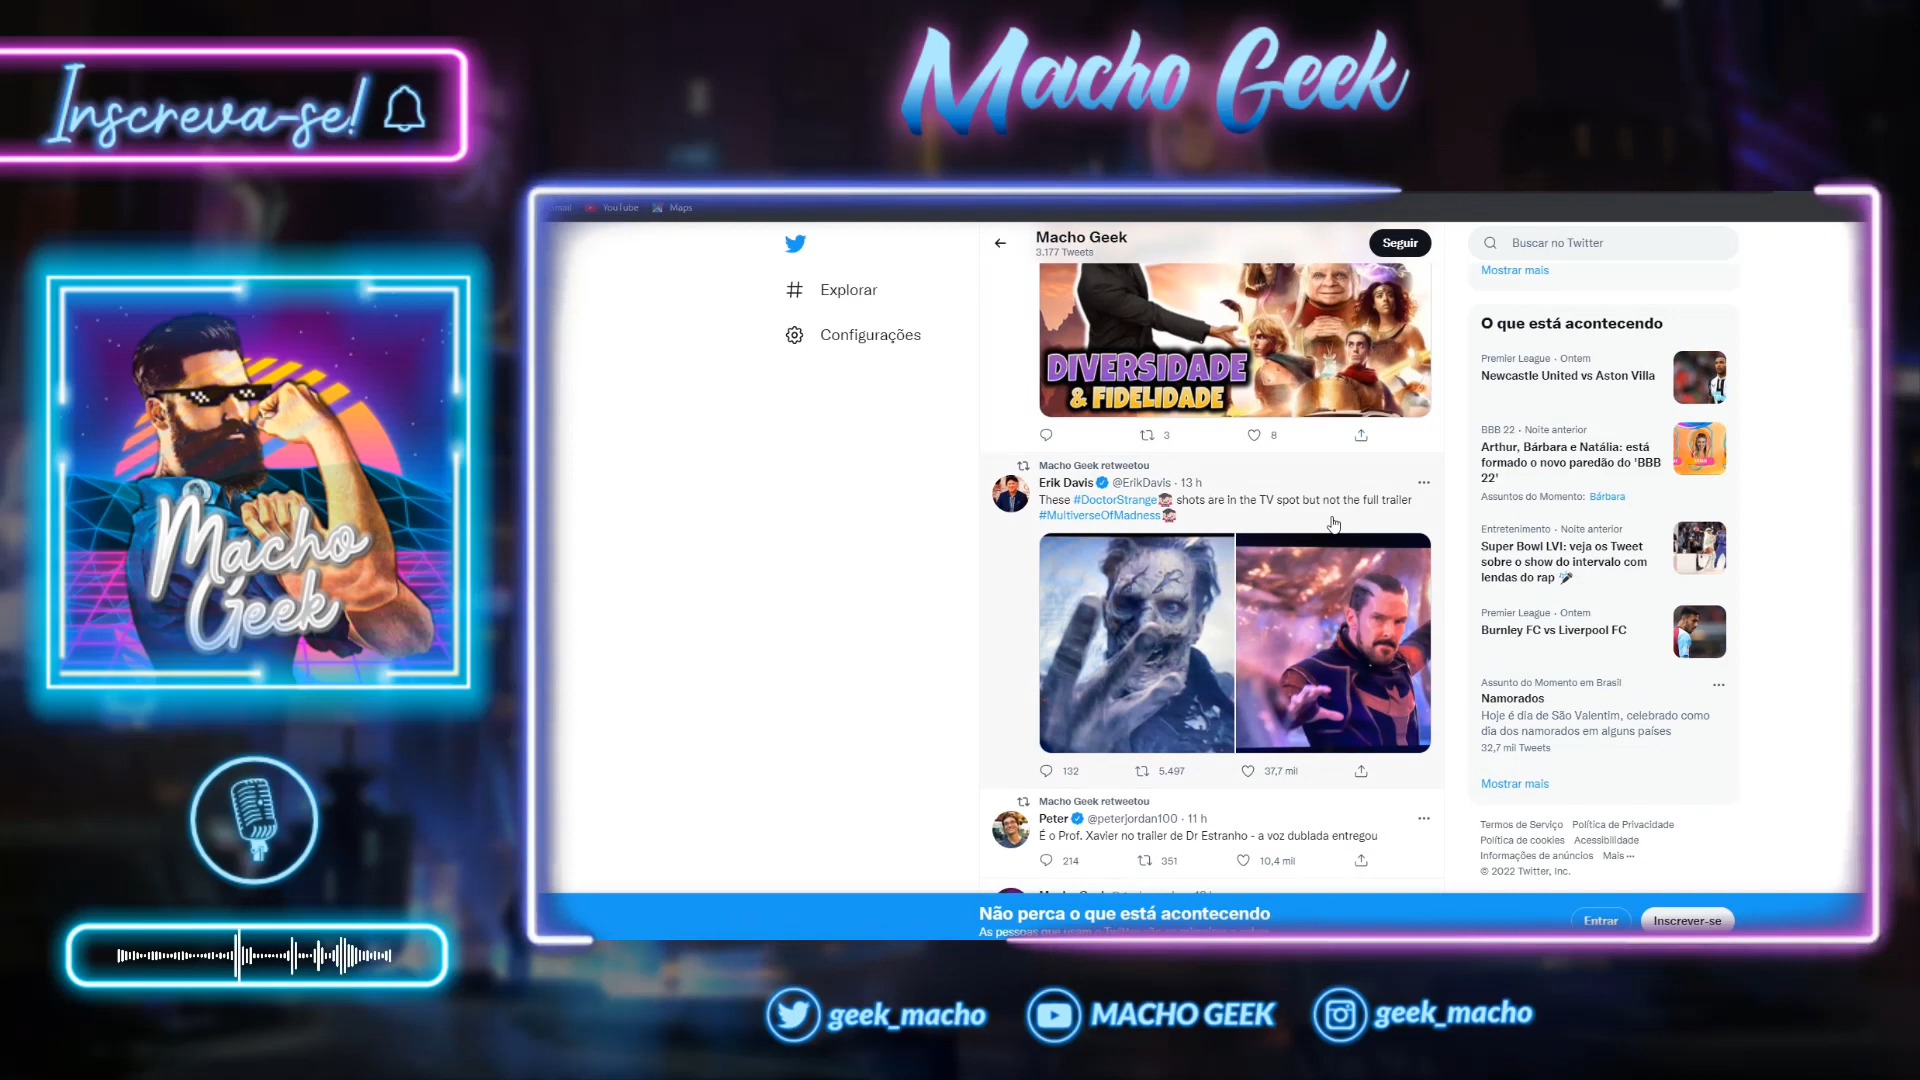 Inscreva-se!
Macho Geek
YouTube
Maps
Macho Geek
3.177 Tweets
Seguir
Explorar
Configurações
DIVERSIDADE
& FIDELIDADE
3
8
Macho Geek retweetou
Erik Davis @ErikDavis · 13 h
These #DoctorStrange shots are in the TV spot but not the full trailer
#MultiverseOfMadness
132
5.497
37,7 mil
Macho Geek retweetou
Peter @peterjordan100 · 11 h
É o Prof. Xavier no trailer de Dr Estranho - a voz dublada entregou
214
351
10,4 mil
Buscar no Twitter
Mostrar mais
O que está acontecendo
Premier League · Ontem
Newcastle United vs Aston Villa
BBB 22 · Noite anterior
Arthur, Bárbara e Natália: está
formado o novo paredão do 'BBB
22'
Assuntos do Momento: Bárbara
Entretenimento · Noite anterior
Super Bowl LVI: veja os Tweet
sobre o show do intervalo com
lendas do rap
Premier League · Ontem
Burnley FC vs Liverpool FC
Assunto do Momento em Brasil
Namorados
Hoje é dia de São Valentim, celebrado como
dia dos namorados em alguns países
32,7 mil Tweets
Mostrar mais
Termos de Serviço Política de Privacidade
Política de cookies Acessibilidade
Informações de anúncios Mais ···
© 2022 Twitter, Inc.
Não perca o que está acontecendo
Entrar
Inscrever-se
Macho
Geek
geek_macho
MACHO GEEK
geek_macho